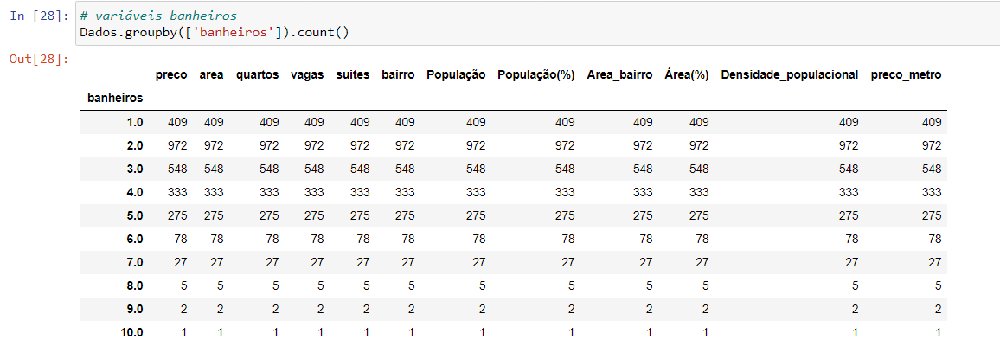 In [28]: # variáveis banheiros
Dados.groupby(['banheiros']).count()
Out[28]:
preco area quartos vagas suites bairro População População(%) Area_bairro Área(%) Densidade_populacional preco_metro
banheiros
1.0 409 409 409 409 409 409 409 409 409 409 409 409
2.0 972 972 972 972 972 972 972 972 972 972 972 972
3.0 548 548 548 548 548 548 548 548 548 548 548 548
4.0 333 333 333 333 333 333 333 333 333 333 333 333
5.0 275 275 275 275 275 275 275 275 275 275 275 275
6.0 78 78 78 78 78 78 78 78 78 78 78 78
7.0 27 27 27 27 27 27 27 27 27 27 27 27
8.0 5 5 5 5 5 5 5 5 5 5 5 5
9.0 2 2 2 2 2 2 2 2 2 2 2 2
10.0 1 1 1 1 1 1 1 1 1 1 1 1